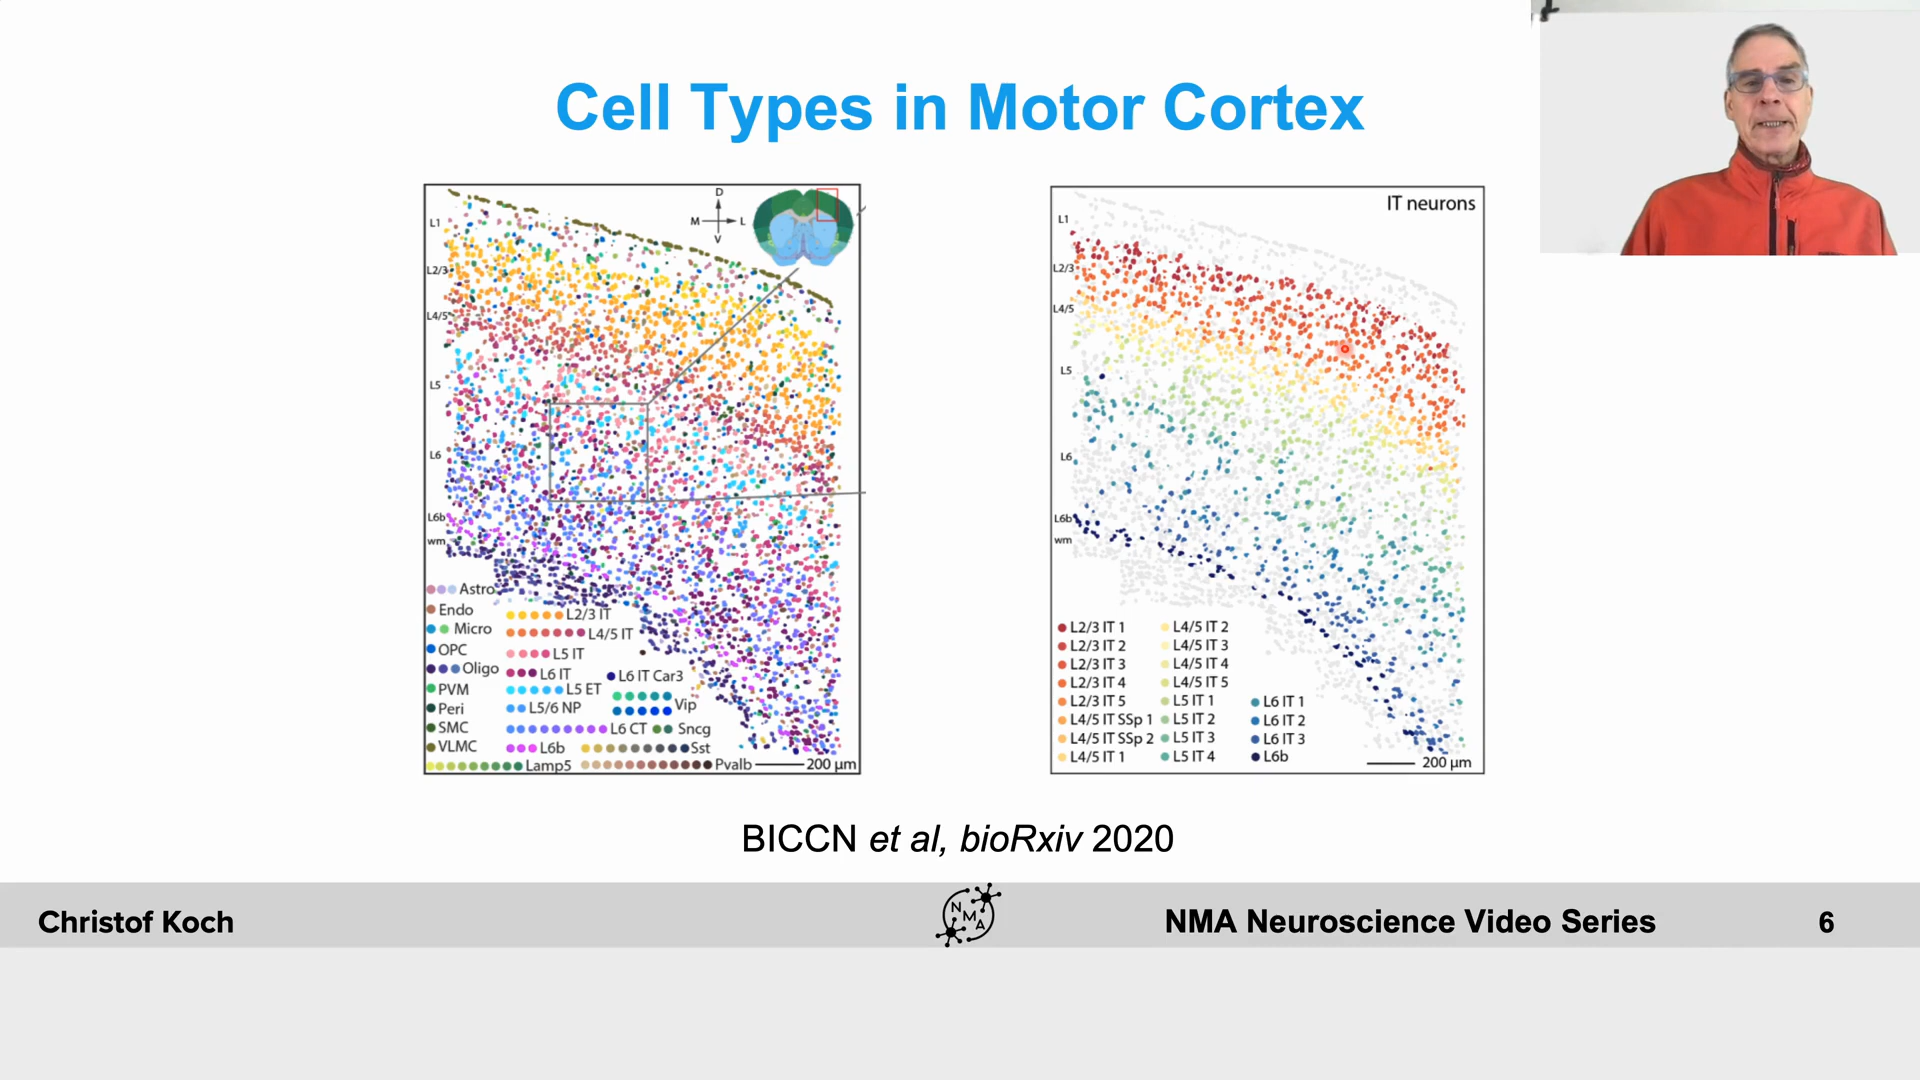 Cell Types in Motor Cortex
D
M L
V
L1
L2/3
L4/5
L5
L6
L6b
wm
Astro
Endo
Micro
OPC
Oligo
PVM
Peri
SMC
VLMC
L2/3 IT
L4/5 IT
L5 IT
L6 IT
L6 IT Car3
L5 ET
L5/6 NP
Vip
L6 CT
Sncg
L6b
Sst
Lamp5
Pvalb
200 µm
IT neurons
L1
L2/3
L4/5
L5
L6
L6b
wm
L2/3 IT 1
L2/3 IT 2
L2/3 IT 3
L2/3 IT 4
L2/3 IT 5
L4/5 IT SSp 1
L4/5 IT SSp 2
L4/5 IT 1
L4/5 IT 2
L4/5 IT 3
L4/5 IT 4
L4/5 IT 5
L5 IT 1
L5 IT 2
L5 IT 3
L5 IT 4
L6 IT 1
L6 IT 2
L6 IT 3
L6b
200 µm
BICCN et al, bioRxiv 2020
Christof Koch
N
M
A
NMA Neuroscience Video Series
6